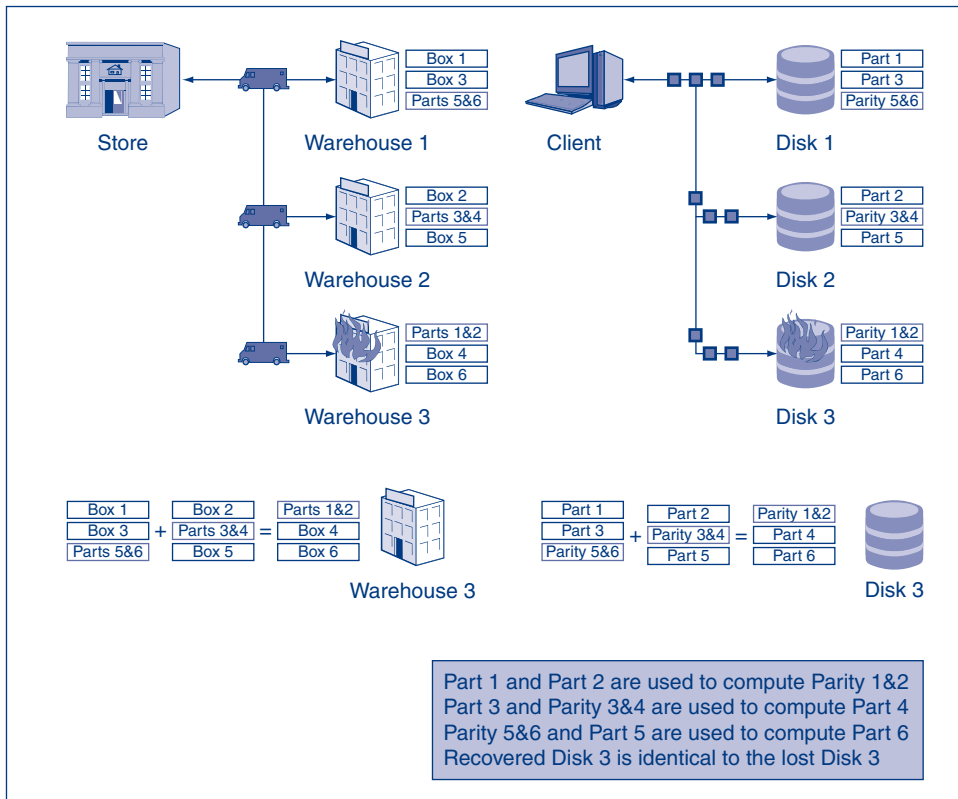 Box 1
Box 3
Parts 5&6
Store
Warehouse 1
Part 1
Part 3
Parity 5&6
Client
Disk 1
Box 2
Parts 3&4
Box 5
Warehouse 2
Part 2
Parity 3&4
Part 5
Disk 2
Parts 1&2
Box 4
Box 6
Warehouse 3
Parity 1&2
Part 4
Part 6
Disk 3
Box 1
Box 3
Parts 5&6
+
Box 2
Parts 3&4
Box 5
=
Parts 1&2
Box 4
Box 6
Warehouse 3
Part 1
Part 3
Parity 5&6
+
Part 2
Parity 3&4
Part 5
=
Parity 1&2
Part 4
Part 6
Disk 3
Part 1 and Part 2 are used to compute Parity 1&2
Part 3 and Parity 3&4 are used to compute Part 4
Parity 5&6 and Part 5 are used to compute Part 6
Recovered Disk 3 is identical to the lost Disk 3